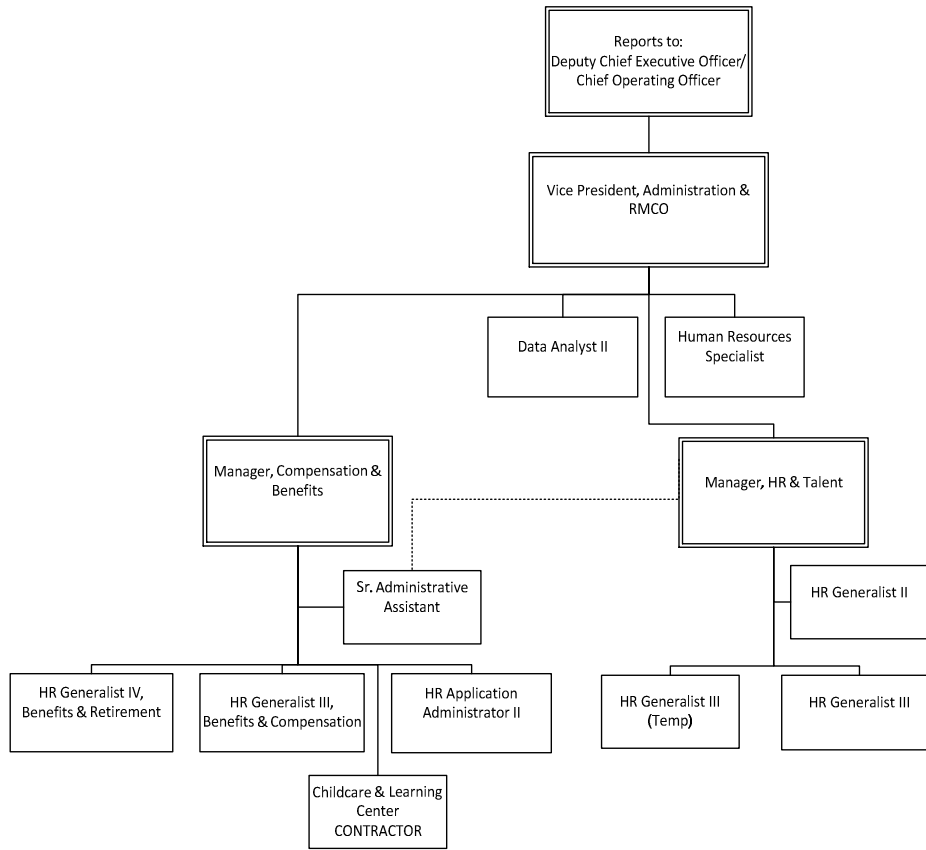 Reports to:
Deputy Chief Executive Officer/
Chief Operating Officer
Vice President, Administration &
RMCO
Data Analyst II
Human Resources
Specialist
Manager, Compensation &
Benefits
Manager, HR & Talent
Sr. Administrative
Assistant
HR Generalist II
HR Generalist IV,
Benefits & Retirement
HR Generalist III,
Benefits & Compensation
HR Application
Administrator II
HR Generalist III
(Temp)
HR Generalist III
Childcare & Learning
Center
CONTRACTOR